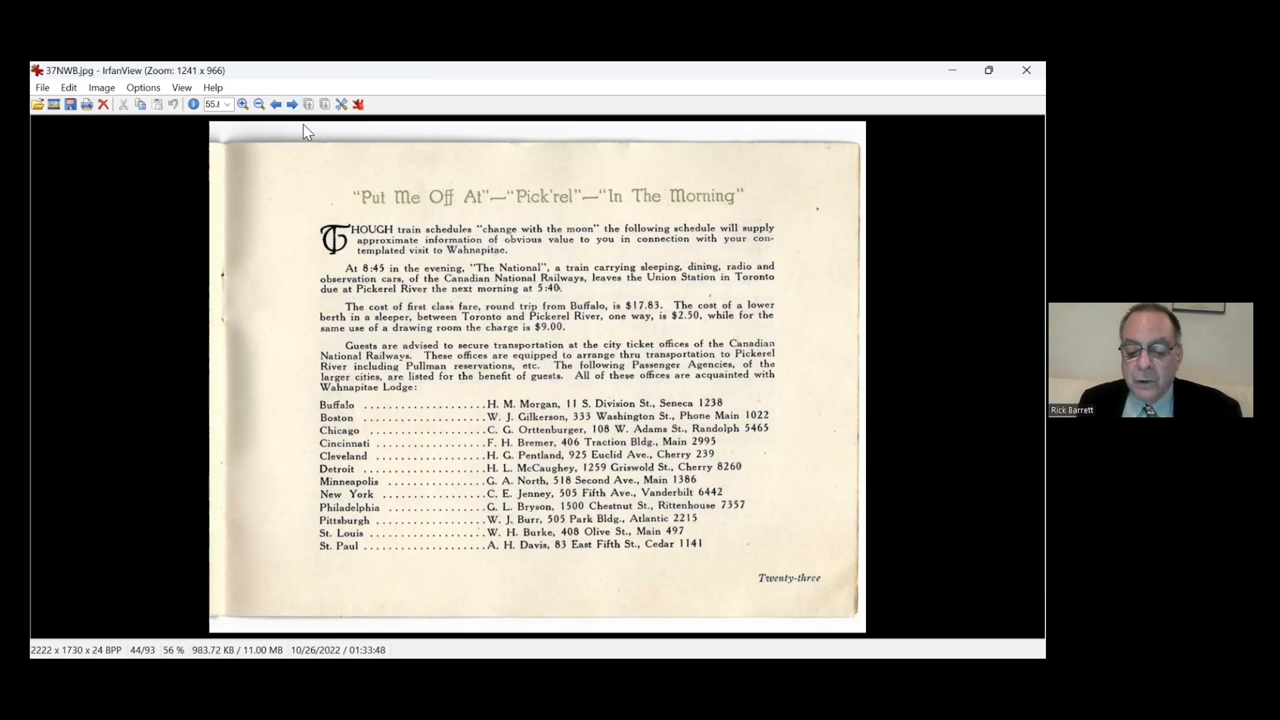 37NWB.jpg - IrfanView (Zoom: 1241 x 966)
File Edit Image Options View Help
"Put Me Off At"—"Pick'rel"—"In The Morning"
THOUGH train schedules "change with the moon" the following schedule will supply
approximate information of obvious value to you in connection with your con-
templated visit to Wahnapitae.
At 8:45 in the evening, "The National", a train carrying sleeping, dining, radio and
observation cars, of the Canadian National Railways, leaves the Union Station in Toronto
due at Pickerel River the next morning at 5:40.
The cost of first class fare, round trip from Buffalo, is $17.83. The cost of a lower
berth in a sleeper, between Toronto and Pickerel River, one way, is $2.50, while for the
same use of a drawing room the charge is $9.00.
Guests are advised to secure transportation at the city ticket offices of the Canadian
National Railways. These offices are equipped to arrange thru transportation to Pickerel
River including Pullman reservations, etc. The following Passenger Agencies, of the
larger cities, are listed for the benefit of guests. All of these offices are acquainted with
Wahnapitae Lodge:
Buffalo ....................H. M. Morgan, 11 S. Division St., Seneca 1238
Boston ....................W. J. Gilkerson, 333 Washington St., Phone Main 1022
Chicago ...................C. G. Orttenburger, 108 W. Adams St., Randolph 5465
Cincinnati ..................F. H. Bremer, 406 Traction Bldg., Main 2995
Cleveland ..................H. G. Pentland, 925 Euclid Ave., Cherry 239
Detroit ....................H. L. McCaughey, 1259 Griswold St., Cherry 8260
Minneapolis ................G. A. North, 518 Second Ave., Main 1386
New York .................C. E. Jenney, 505 Fifth Ave., Vanderbilt 6442
Philadelphia .................G. L. Bryson, 1500 Chestnut St., Rittenhouse 7357
Pittsburgh ..................W. J. Burr, 505 Park Bldg., Atlantic 2215
St. Louis ...................W. H. Burke, 408 Olive St., Main 497
St. Paul ....................A. H. Davis, 83 East Fifth St., Cedar 1141
Twenty-three
2222 x 1730 x 24 BPP 44/93 56 % 983.72 KB / 11.00 MB 10/26/2022 / 01:33:48
Rick Barrett